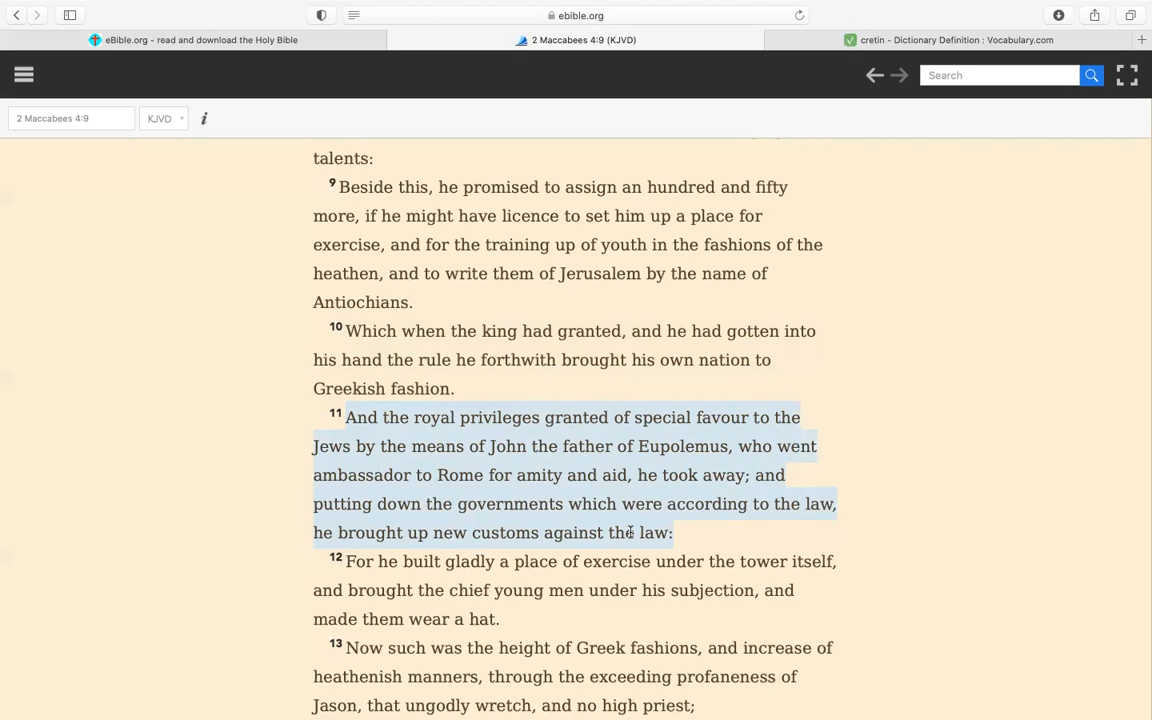 ebible.org
eBible.org - read and download the Holy Bible
2 Maccabees 4:9 (KJVD)
cretin - Dictionary Definition : Vocabulary.com
Search
2 Maccabees 4:9
KJVD
i
talents:
9 Beside this, he promised to assign an hundred and fifty
more, if he might have licence to set him up a place for
exercise, and for the training up of youth in the fashions of the
heathen, and to write them of Jerusalem by the name of
Antiochians.
10 Which when the king had granted, and he had gotten into
his hand the rule he forthwith brought his own nation to
Greekish fashion.
11 And the royal privileges granted of special favour to the
Jews by the means of John the father of Eupolemus, who went
ambassador to Rome for amity and aid, he took away; and
putting down the governments which were according to the law,
he brought up new customs against the law:
12 For he built gladly a place of exercise under the tower itself,
and brought the chief young men under his subjection, and
made them wear a hat.
13 Now such was the height of Greek fashions, and increase of
heathenish manners, through the exceeding profaneness of
Jason, that ungodly wretch, and no high priest;